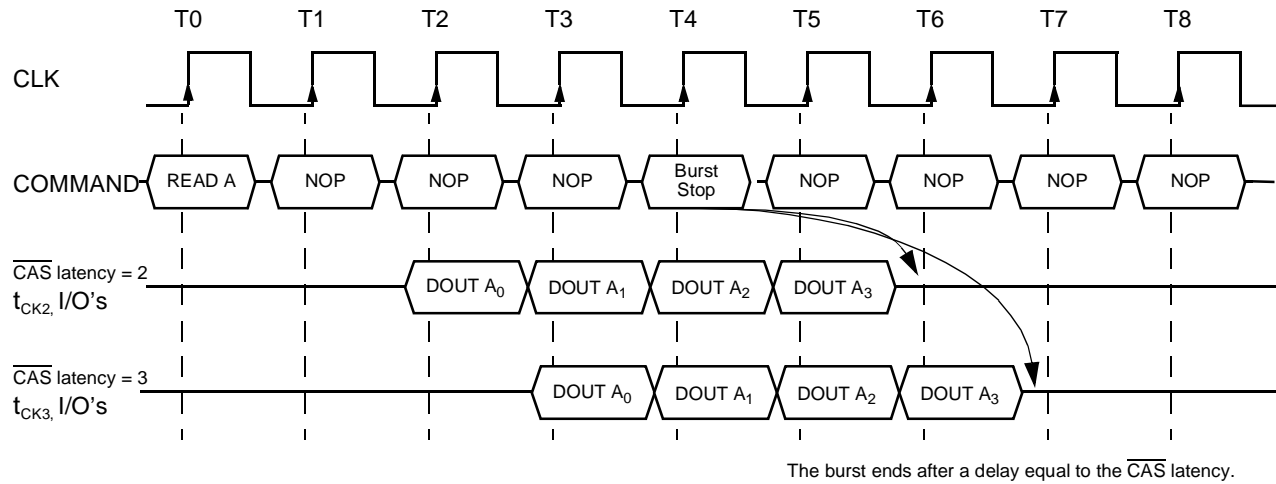 T0 T1 T2 T3 T4 T5 T6 T7 T8
CLK
COMMAND READ A NOP NOP NOP Burst Stop NOP NOP NOP NOP
CAS latency = 2
tCK2, I/O's DOUT A0 DOUT A1 DOUT A2 DOUT A3
CAS latency = 3
tCK3, I/O's DOUT A0 DOUT A1 DOUT A2 DOUT A3
The burst ends after a delay equal to the CAS latency.